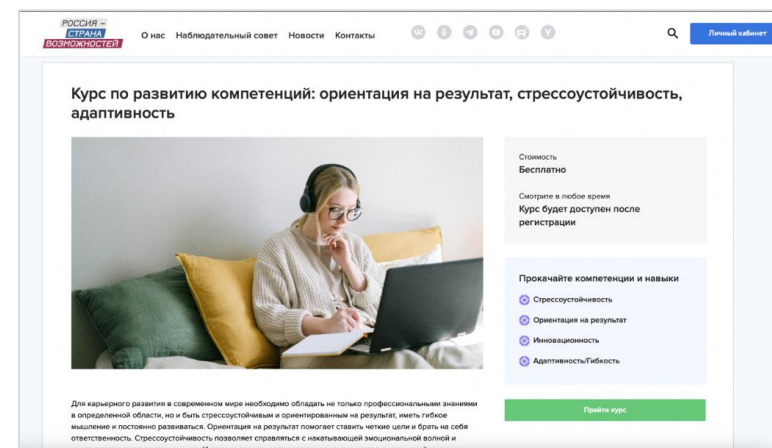 РОССИЯ –
СТРАНА
ВОЗМОЖНОСТЕЙ
О нас Наблюдательный совет Новости Контакты
Личный кабинет
Курс по развитию компетенций: ориентация на результат, стрессоустойчивость,
адаптивность
Стоимость
Бесплатно
Смотрите в любое время
Курс будет доступен после
регистрации
Прокачайте компетенции и навыки
Стрессоустойчивость
Ориентация на результат
Инновационность
Адаптивность/Гибкость
Пройти курс
Для карьерного развития в современном мире необходимо обладать не только профессиональными знаниями
в определенной области, но и быть стрессоустойчивым и ориентированным на результат, иметь гибкое
мышление и постоянно развиваться. Ориентация на результат помогает ставить четкие цели и брать на себя
ответственность. Стрессоустойчивость позволяет справляться с накатывающей эмоциональной волной и